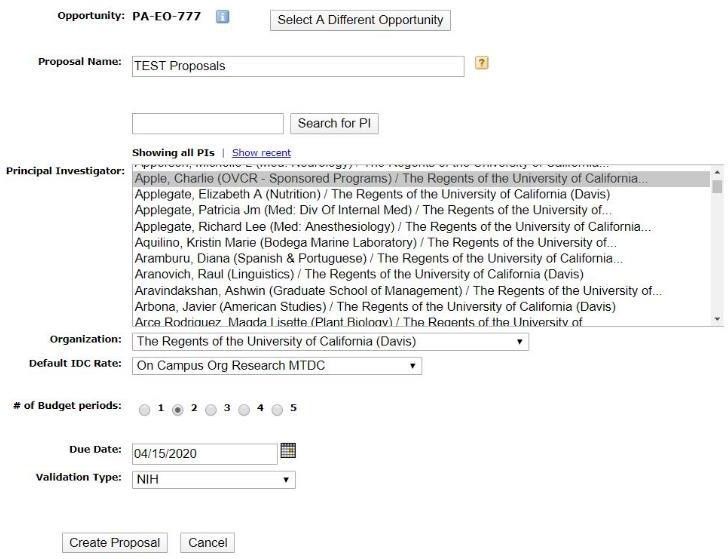 Opportunity: PA-EO-777 i Select A Different Opportunity
Proposal Name: TEST Proposals ?
Search for PI
Showing all PIs | Show recent
Principal Investigator:
Apperson, Michelle L (Med: Neurology) / The Regents of the University of California...
Apple, Charlie (OVCR - Sponsored Programs) / The Regents of the University of California...
Applegate, Elizabeth A (Nutrition) / The Regents of the University of California (Davis)
Applegate, Patricia Jm (Med: Div Of Internal Med) / The Regents of the University of...
Applegate, Richard Lee (Med: Anesthesiology) / The Regents of the University of California...
Aquilino, Kristin Marie (Bodega Marine Laboratory) / The Regents of the University of...
Aramburu, Diana (Spanish & Portuguese) / The Regents of the University of California...
Aranovich, Raul (Linguistics) / The Regents of the University of California (Davis)
Aravindakshan, Ashwin (Graduate School of Management) / The Regents of the University of...
Arbona, Javier (American Studies) / The Regents of the University of California (Davis)
Arce Rodriguez, Magda Lisette (Plant Biology) / The Regents of the University of
Organization: The Regents of the University of California (Davis)
Default IDC Rate: On Campus Org Research MTDC
# of Budget periods: 1 2 3 4 5
Due Date: 04/15/2020
Validation Type: NIH
Create Proposal Cancel